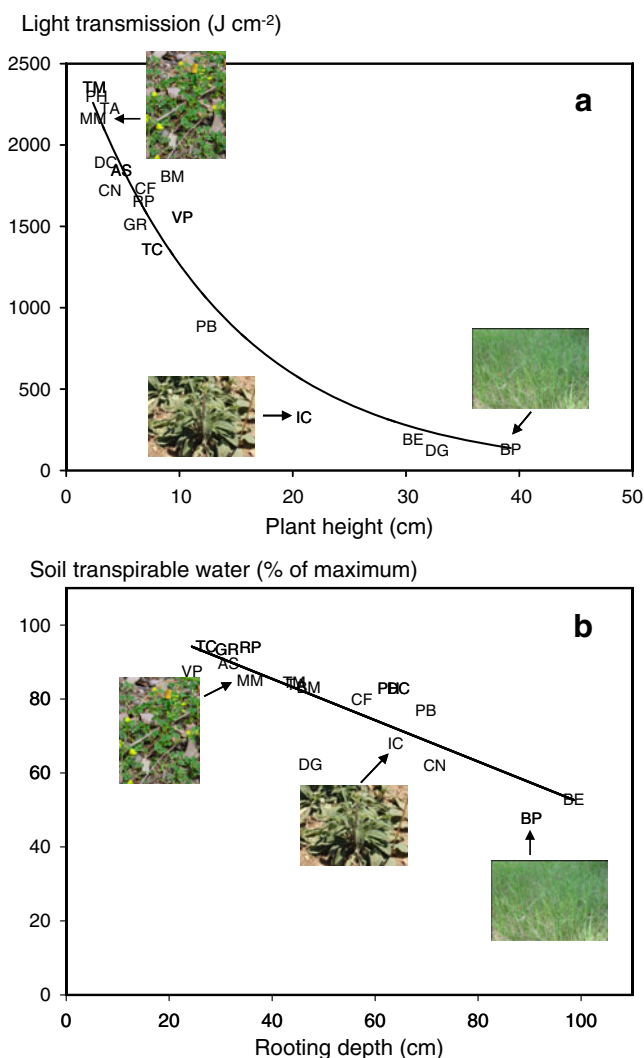 Light transmission (J cm-2)
2500
2000
1500
1000
500
0
a
TM
PH
TA
MM
DC
AS
CN
BM
CF
RP
VP
GR
TC
PB
IC
BE
DG
BP
0 10 20 30 40 50
Plant height (cm)
Soil transpirable water (% of maximum)
100
80
60
40
20
0
b
TC GR RP
AS
VP
MM
TM
BM
CF
DC
PB
IC
DG
CN
BE
BP
0 20 40 60 80 100
Rooting depth (cm)